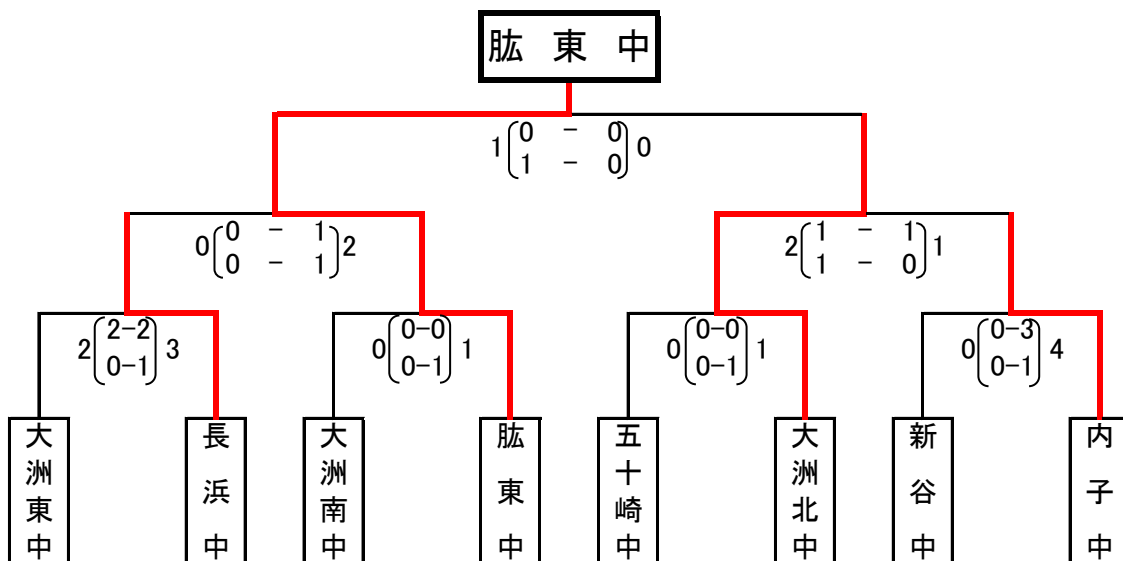 肱東中
1 0 - 0 0
1 - 0
0 0 - 1 2
0 - 1
2 1 - 1 1
1 - 0
2 2-2 3
0-1
0 0-0 1
0-1
0 0-0 1
0-1
0 0-3 4
0-1
大洲東中
長浜中
大洲南中
肱東中
五十崎中
大洲北中
新谷中
内子中